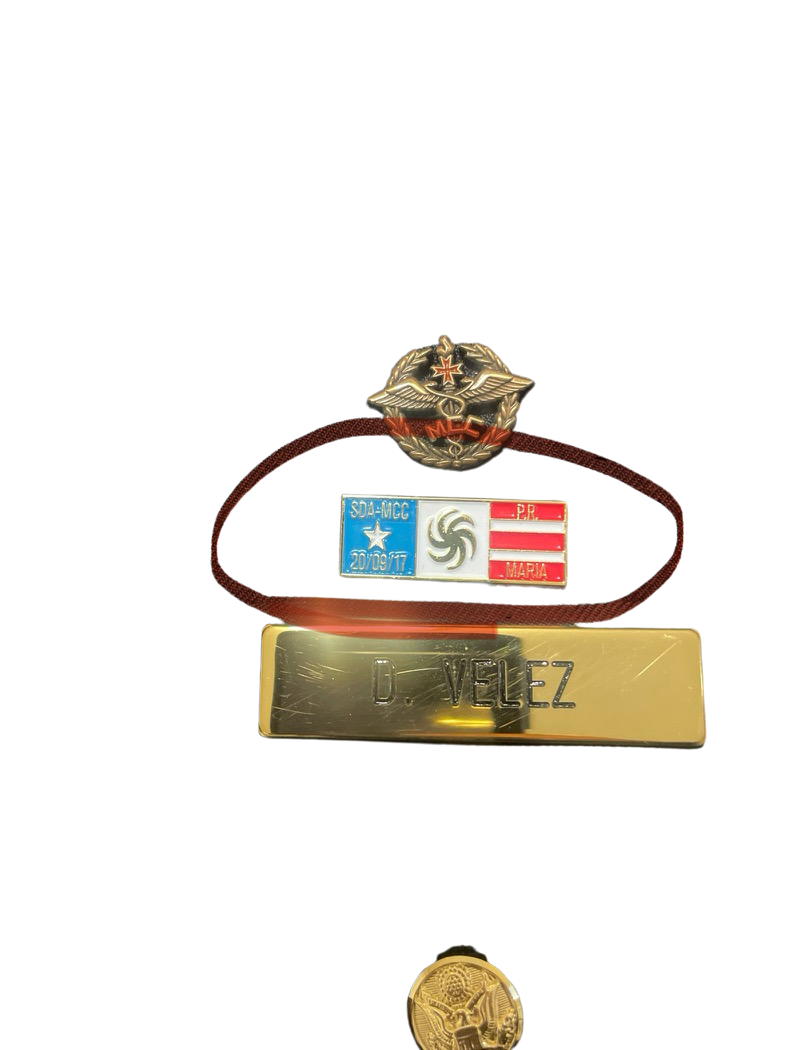 MCC
SDA-MCC
20/09/17
P.R.
MARIA
D. VELEZ